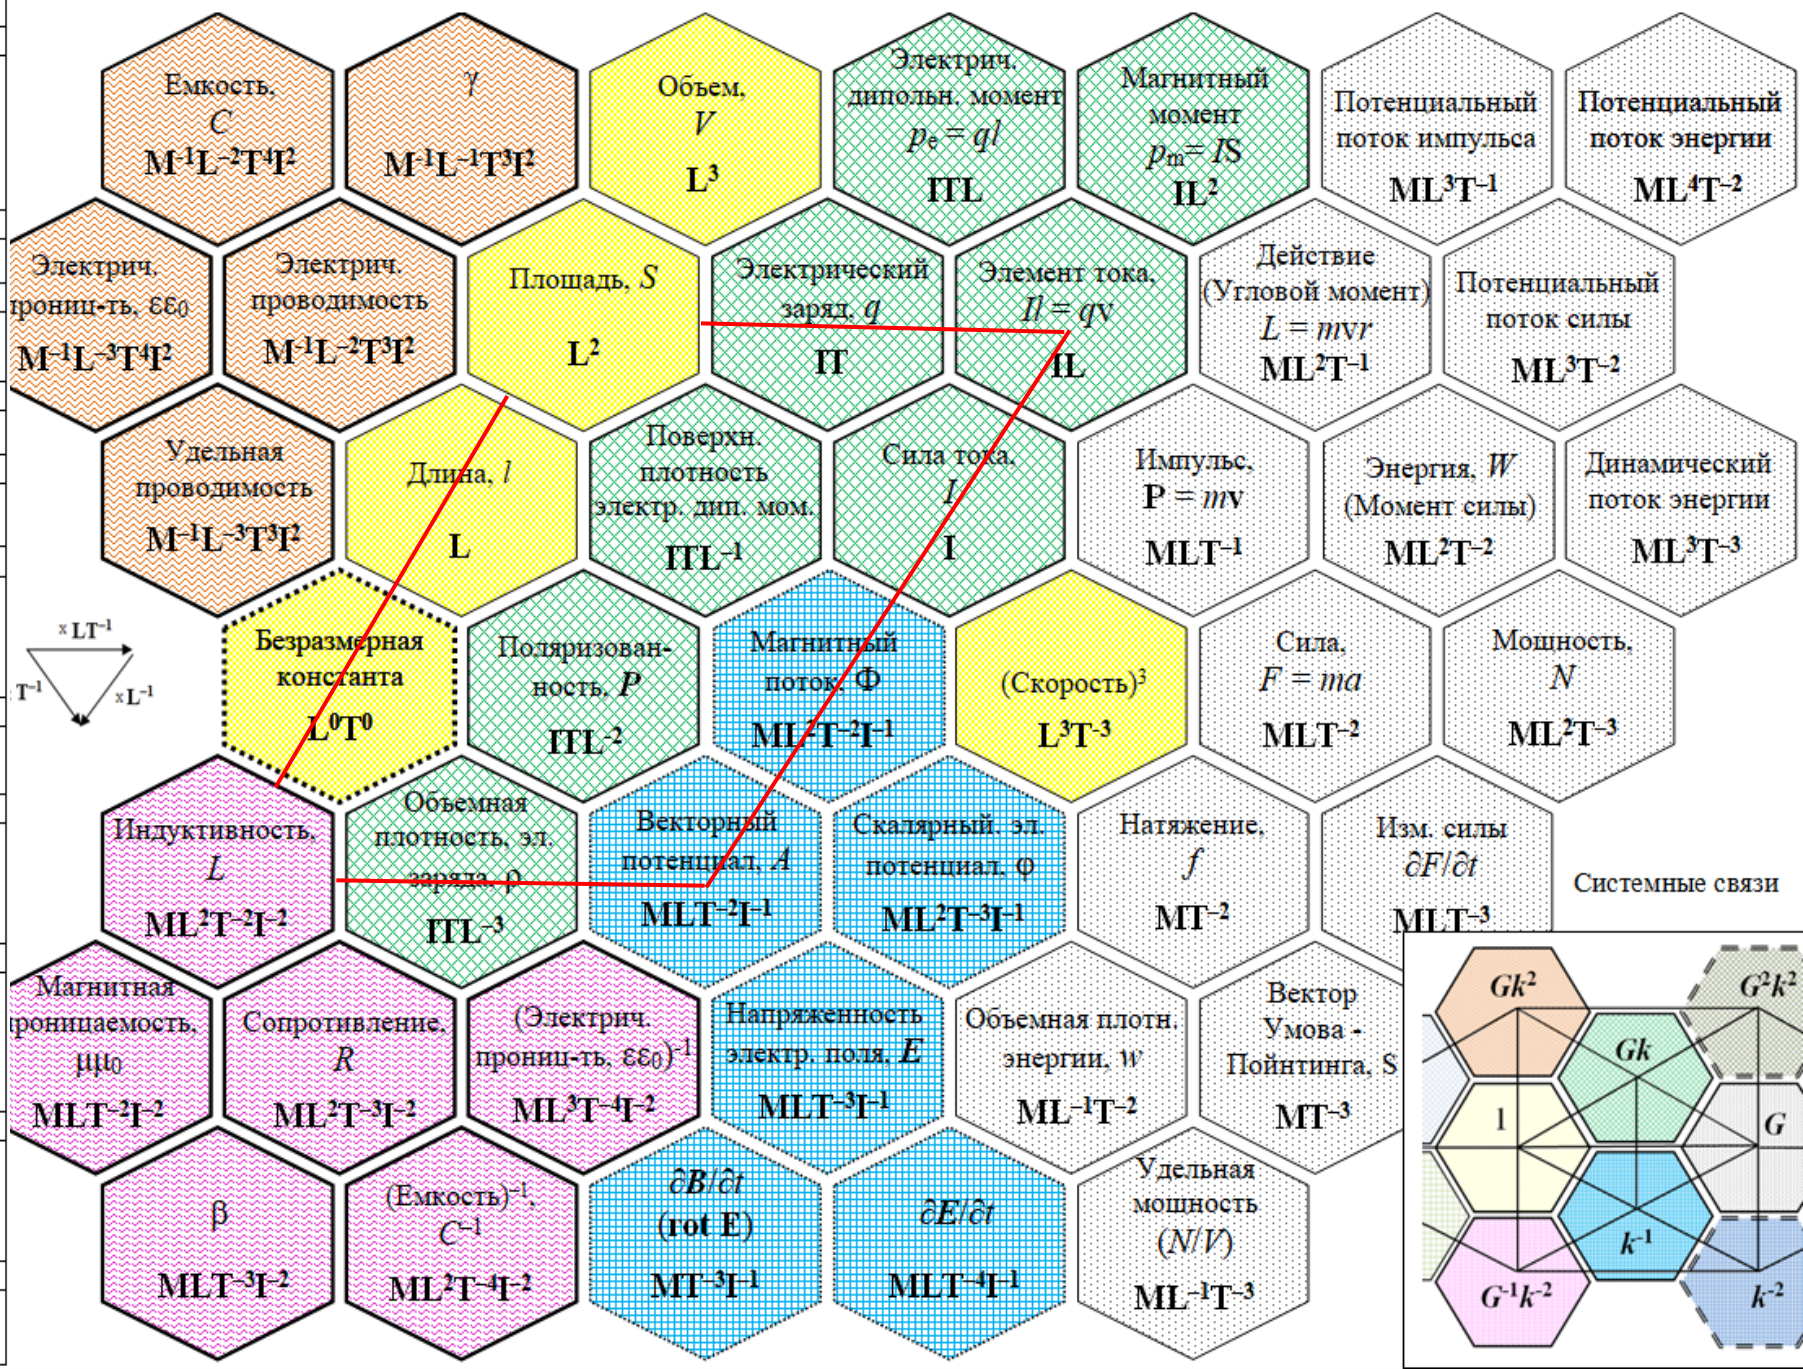 Емкость,
C
M⁻¹L⁻²T⁴I²
γ
M⁻¹L⁻¹T³I²
Объем,
V
L³
Электрич.
дипольн. момент
pₑ = ql
ITL
Магнитный
момент
pₘ= IS
IL²
Потенциальный
поток импульса
ML³T⁻¹
Потенциальный
поток энергии
ML⁴T⁻²
Электрич.
прониц-ть, εε₀
M⁻¹L⁻³T⁴I²
Электрич.
проводимость
M⁻¹L⁻²T³I²
Площадь, S
L²
Электрический
заряд, q
IT
Элемент тока,
Il = qv
IL
Действие
(Угловой момент)
L = mvr
ML²T⁻¹
Потенциальный
поток силы
ML³T⁻²
Удельная
проводимость
M⁻¹L⁻³T³I²
Длина, l
L
Поверхн.
плотность
электр. дип. мом.
ITL⁻¹
Сила тока,
I
I
Импульс,
P = mv
MLT⁻¹
Энергия, W
(Момент силы)
ML²T⁻²
Динамический
поток энергии
ML³T⁻³
x LT⁻¹
T⁻¹
x L⁻¹
Безразмерная
константа
L⁰T⁰
Поляризован-
ность, P
ITL⁻²
Магнитный
поток, Φ
ML²T⁻²I⁻¹
(Скорость)³
L³T⁻³
Сила,
F = ma
MLT⁻²
Мощность,
N
ML²T⁻³
Индуктивность,
L
ML²T⁻²I⁻²
Объемная
плотность, эл.
заряда, ρ
ITL⁻³
Векторный
потенциал, A
MLT⁻²I⁻¹
Скалярный. эл.
потенциал, φ
ML²T⁻³I⁻¹
Натяжение,
f
MT⁻²
Изм. силы
∂F/∂t
MLT⁻³
Системные связи
Магнитная
проницаемость,
μμ₀
MLT⁻²I⁻²
Сопротивление,
R
ML²T⁻³I⁻²
(Электрич.
прониц-ть, εε₀)⁻¹
ML³T⁻⁴I⁻²
Напряженность
электр. поля, E
MLT⁻³I⁻¹
Объемная плотн.
энергии, w
ML⁻¹T⁻²
Вектор
Умова -
Пойнтинга, S
MT⁻³
β
MLT⁻³I⁻²
(Емкость)⁻¹,
C⁻¹
ML²T⁻⁴I⁻²
∂B/∂t
(rot E)
MT⁻³I⁻¹
∂E/∂t
MLT⁻⁴I⁻¹
Удельная
мощность
(N/V)
ML⁻¹T⁻³
Gk²
G²k²
Gk
1
G
k⁻¹
G⁻¹k⁻²
k⁻²